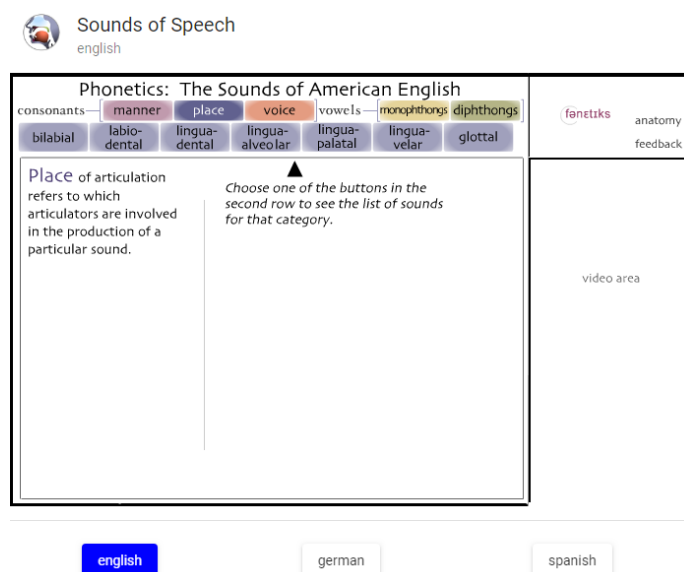 Sounds of Speech
english
Phonetics: The Sounds of American English
consonants manner place voice vowels monophthongs diphthongs
bilabial labio-dental lingua-dental lingua-alveolar lingua-palatal lingua-velar glottal
fənɛtɪks
anatomy
feedback
Place of articulation
refers to which
articulators are involved
in the production of a
particular sound.
Choose one of the buttons in the
second row to see the list of sounds
for that category.
video area
english german spanish